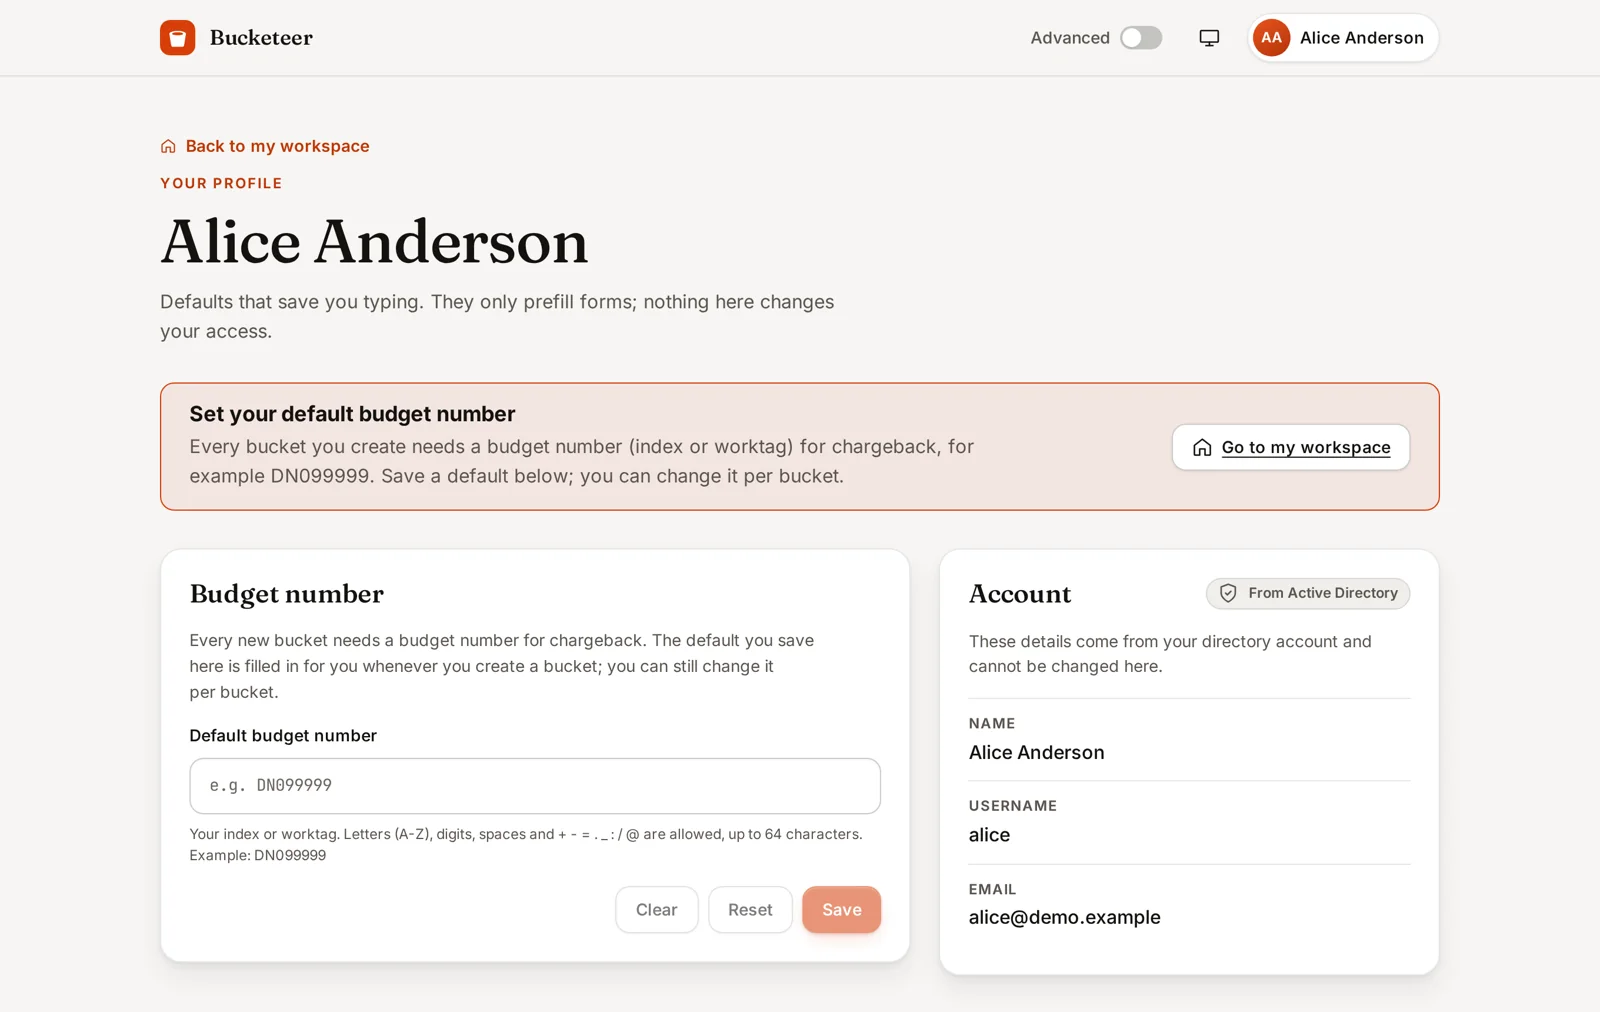 Bucketeer
Advanced
AA
Alice Anderson
Back to my workspace
YOUR PROFILE
Alice Anderson
Defaults that save you typing. They only prefill forms; nothing here changes
your access.
Set your default budget number
Every bucket you create needs a budget number (index or worktag) for chargeback, for
example DN099999. Save a default below; you can change it per bucket.
Go to my workspace
Budget number
Every new bucket needs a budget number for chargeback. The default you save
here is filled in for you whenever you create a bucket; you can still change it
per bucket.
Default budget number
e.g. DN099999
Your index or worktag. Letters (A-Z), digits, spaces and + - = . _ : / @ are allowed, up to 64 characters.
Example: DN099999
Clear
Reset
Save
Account
From Active Directory
These details come from your directory account and
cannot be changed here.
NAME
Alice Anderson
USERNAME
alice
EMAIL
alice@demo.example